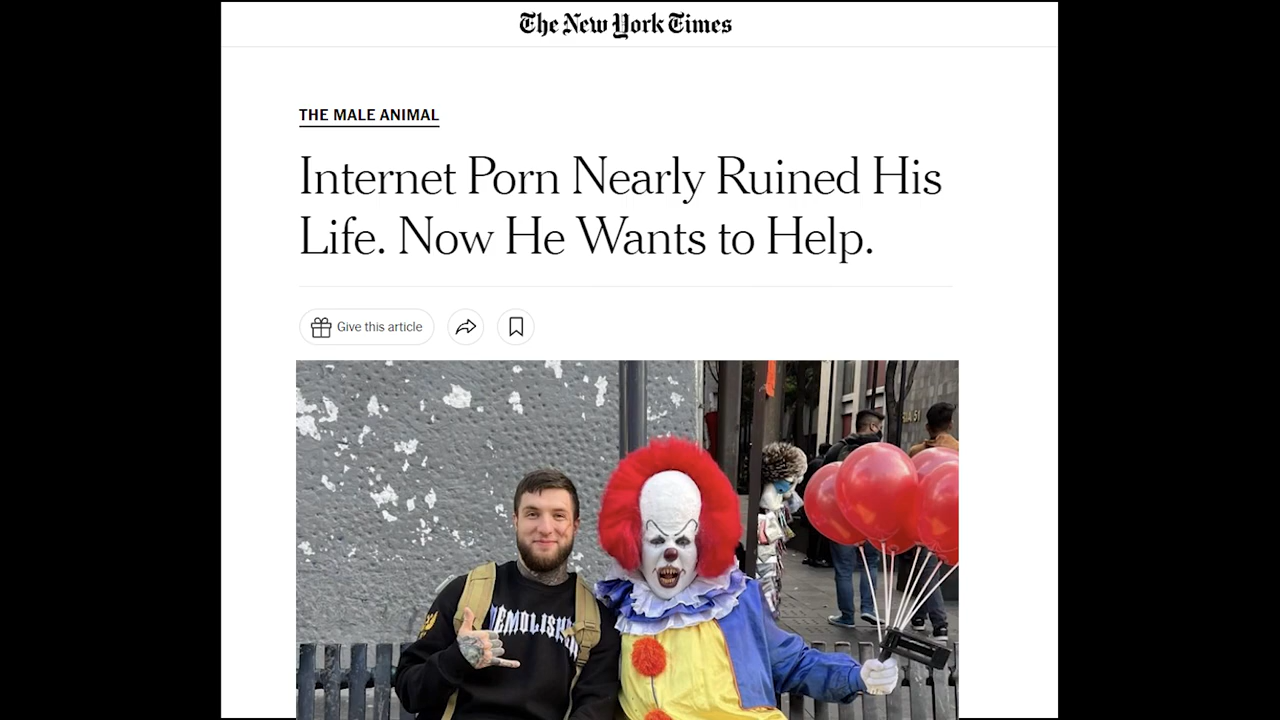 The New York Times
THE MALE ANIMAL
Internet Porn Nearly Ruined His
Life. Now He Wants to Help.
Give this article